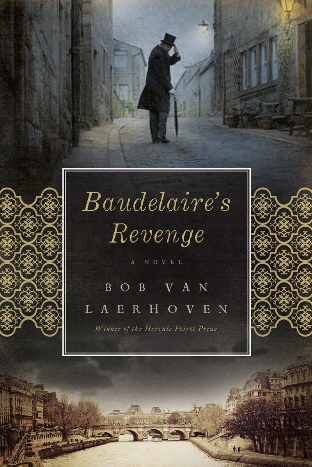 Baudelaire's
Revenge
A NOVEL
BOB VAN
LAERHOVEN
Winner of the Hercule Poirot Prize